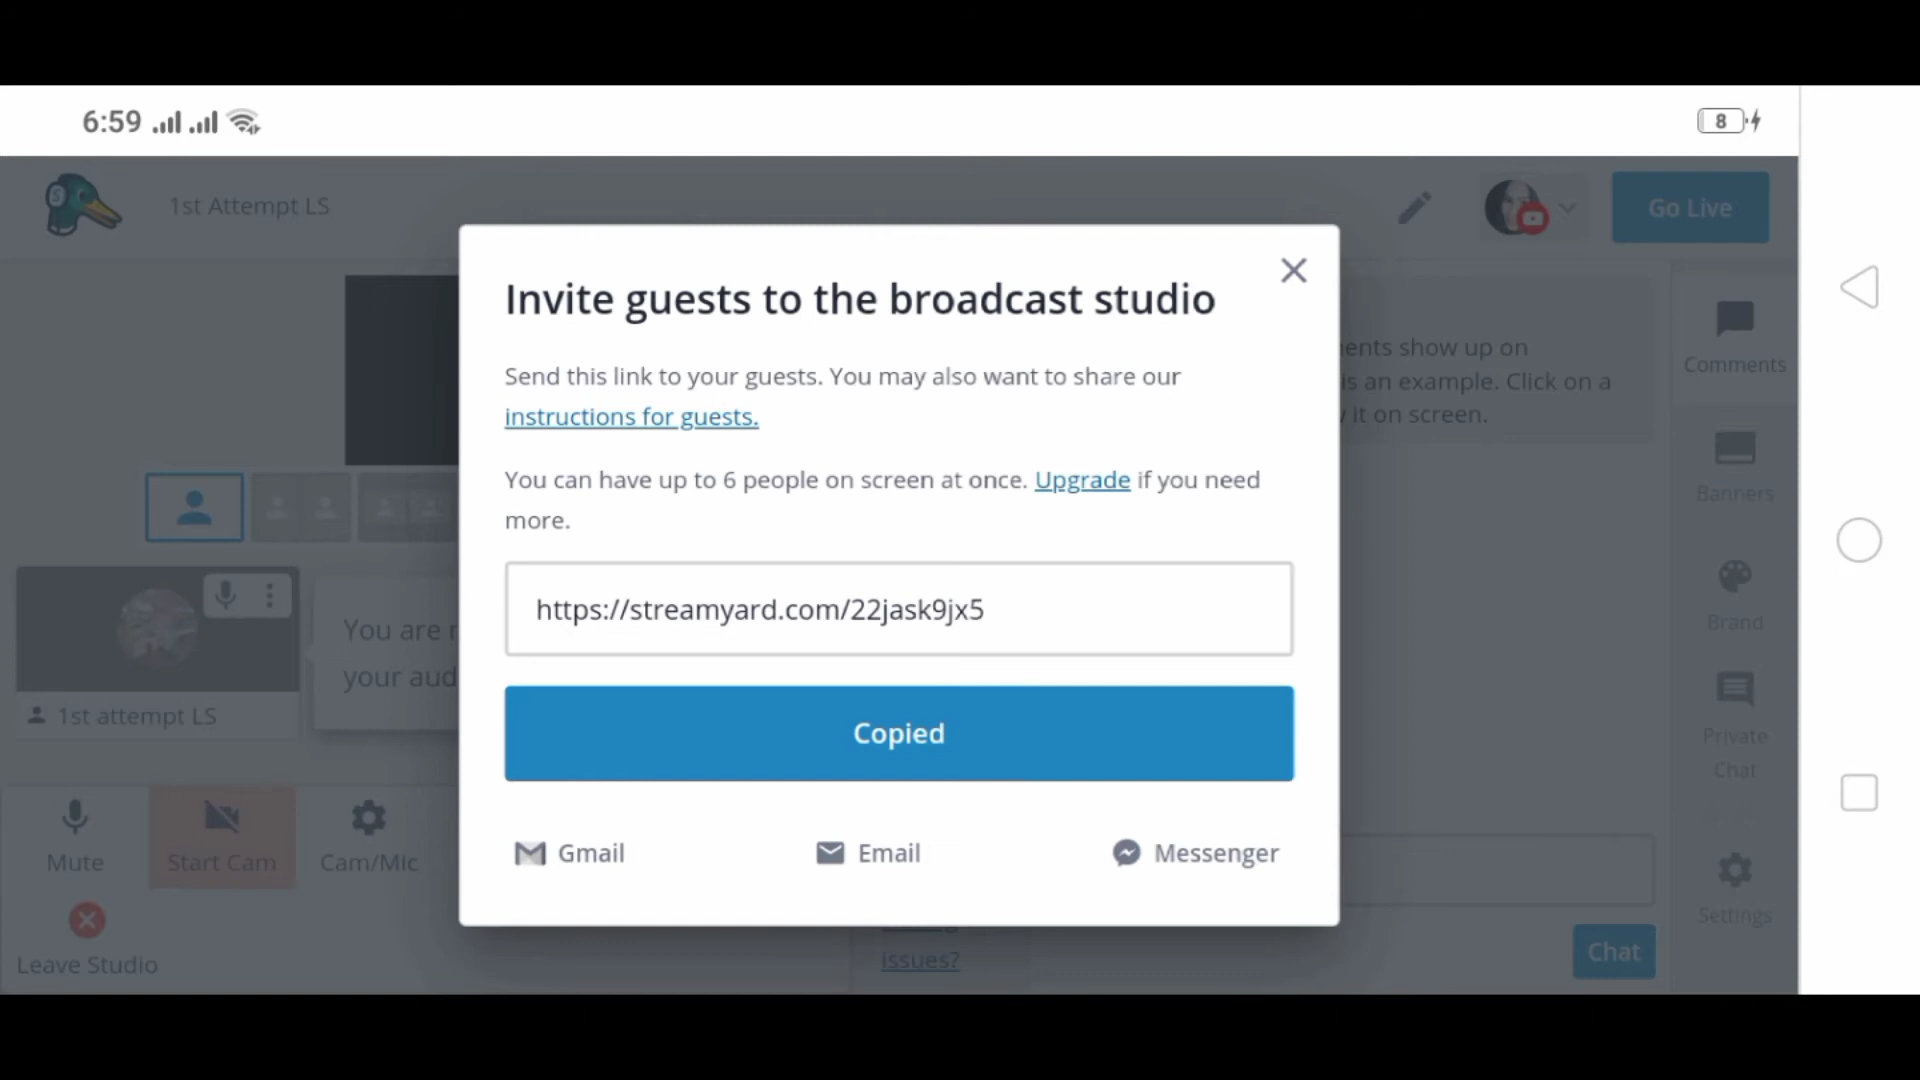 6:59
8
1st Attempt LS
Go Live
Invite guests to the broadcast studio
Send this link to your guests. You may also want to share our
instructions for guests.
You can have up to 6 people on screen at once. Upgrade if you need
more.
https://streamyard.com/22jask9jx5
Copied
Gmail
Email
Messenger
show up on
is an example. Click on a
it on screen.
Comments
Banners
Brand
Private
Chat
Settings
You are
your
1st attempt LS
Mute
Start Cam
Cam/Mic
Leave Studio
issues?
Chat